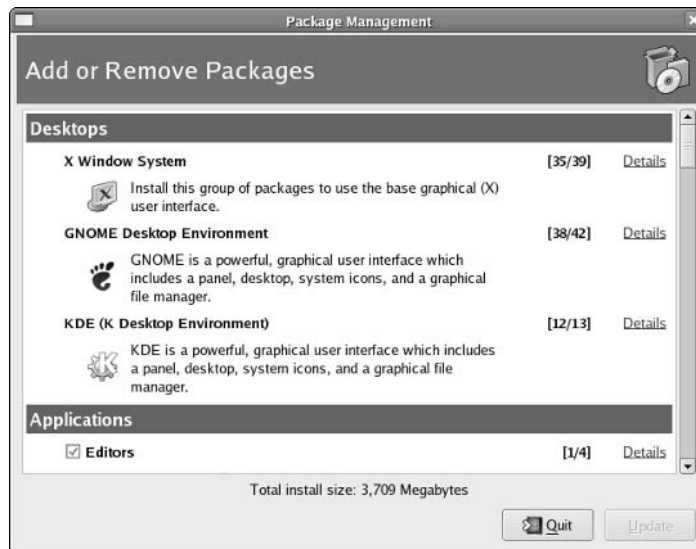 Package Management
Add or Remove Packages
Desktops
X Window System [35/39] Details
Install this group of packages to use the base graphical (X)
user interface.
GNOME Desktop Environment [38/42] Details
GNOME is a powerful, graphical user interface which
includes a panel, desktop, system icons, and a graphical
file manager.
KDE (K Desktop Environment) [12/13] Details
KDE is a powerful, graphical user interface which includes
a panel, desktop, system icons, and a graphical file
manager.
Applications
Editors [1/4] Details
Total install size: 3,709 Megabytes
Quit Update